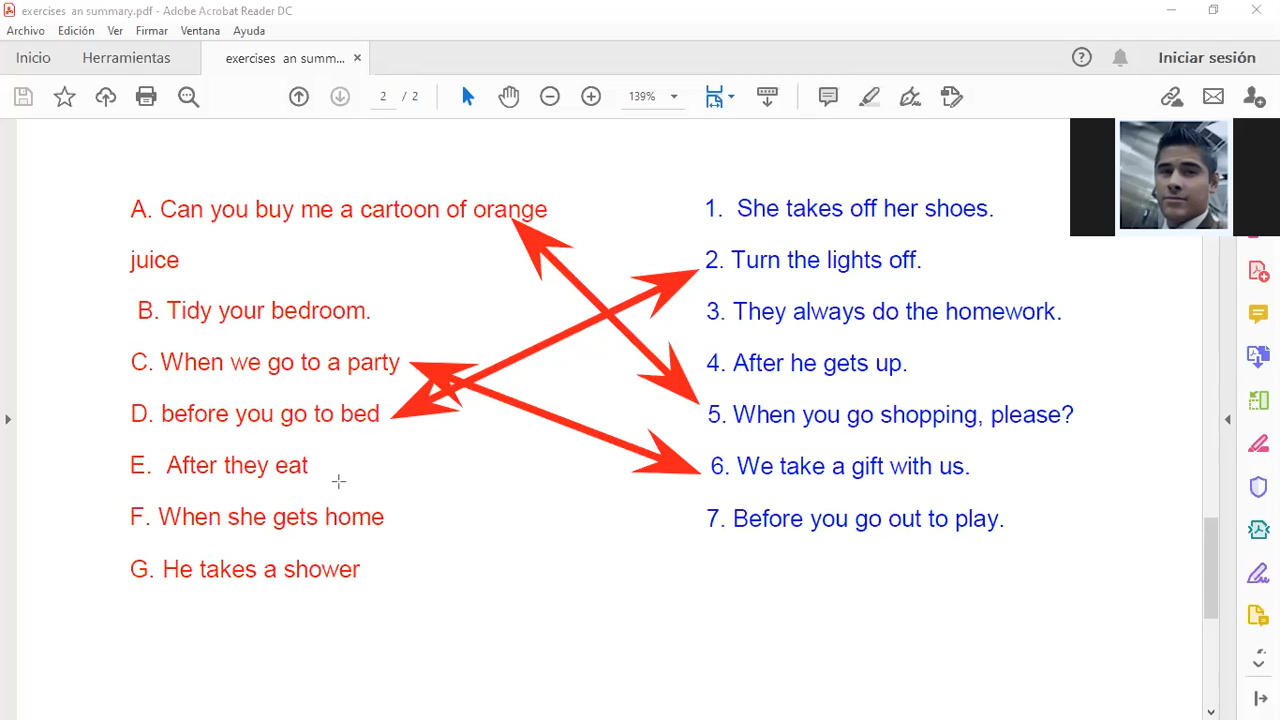 exercises an summary.pdf - Adobe Acrobat Reader DC
Archivo Edición Ver Firmar Ventana Ayuda
Inicio Herramientas exercises an summ... × Iniciar sesión
2 / 2 139%
A. Can you buy me a cartoon of orange
juice
B. Tidy your bedroom.
C. When we go to a party
D. before you go to bed
E. After they eat
F. When she gets home
G. He takes a shower
1. She takes off her shoes.
2. Turn the lights off.
3. They always do the homework.
4. After he gets up.
5. When you go shopping, please?
6. We take a gift with us.
7. Before you go out to play.